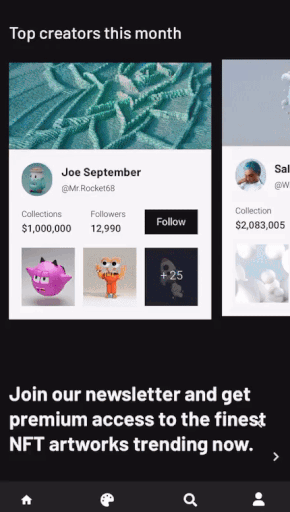 Top creators this month
Joe September
@Mr.Rocket68
Collections Followers
$1,000,000 12,990 Follow
+25
Sal
@W
Collection
$2,083,005
Join our newsletter and get
premium access to the finest
NFT artworks trending now.